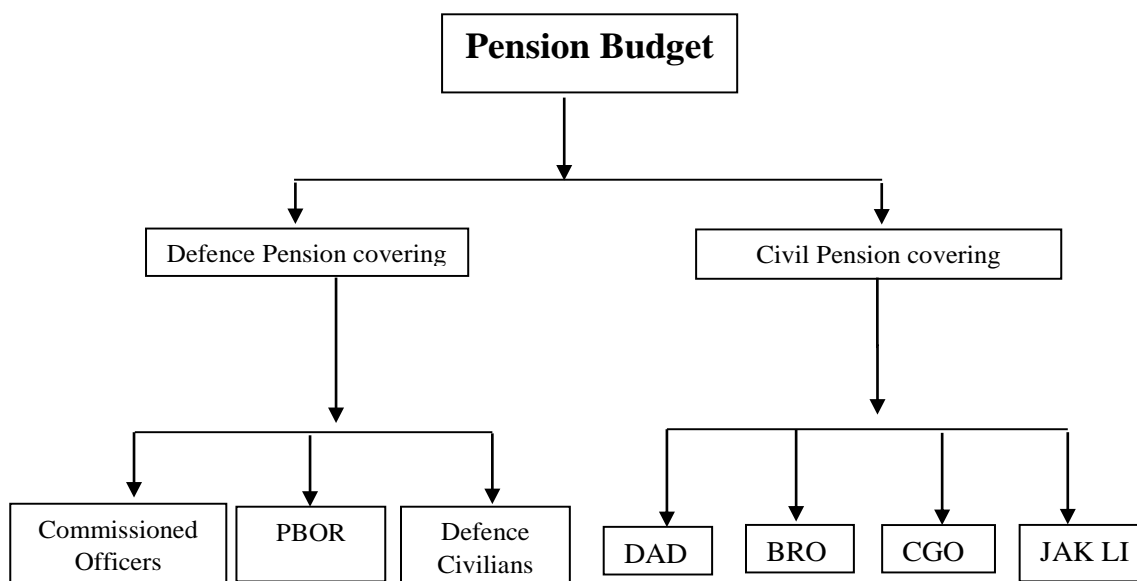 Pension Budget
Defence Pension covering
Civil Pension covering
Commissioned
Officers
PBOR
Defence
Civilians
DAD
BRO
CGO
JAK LI